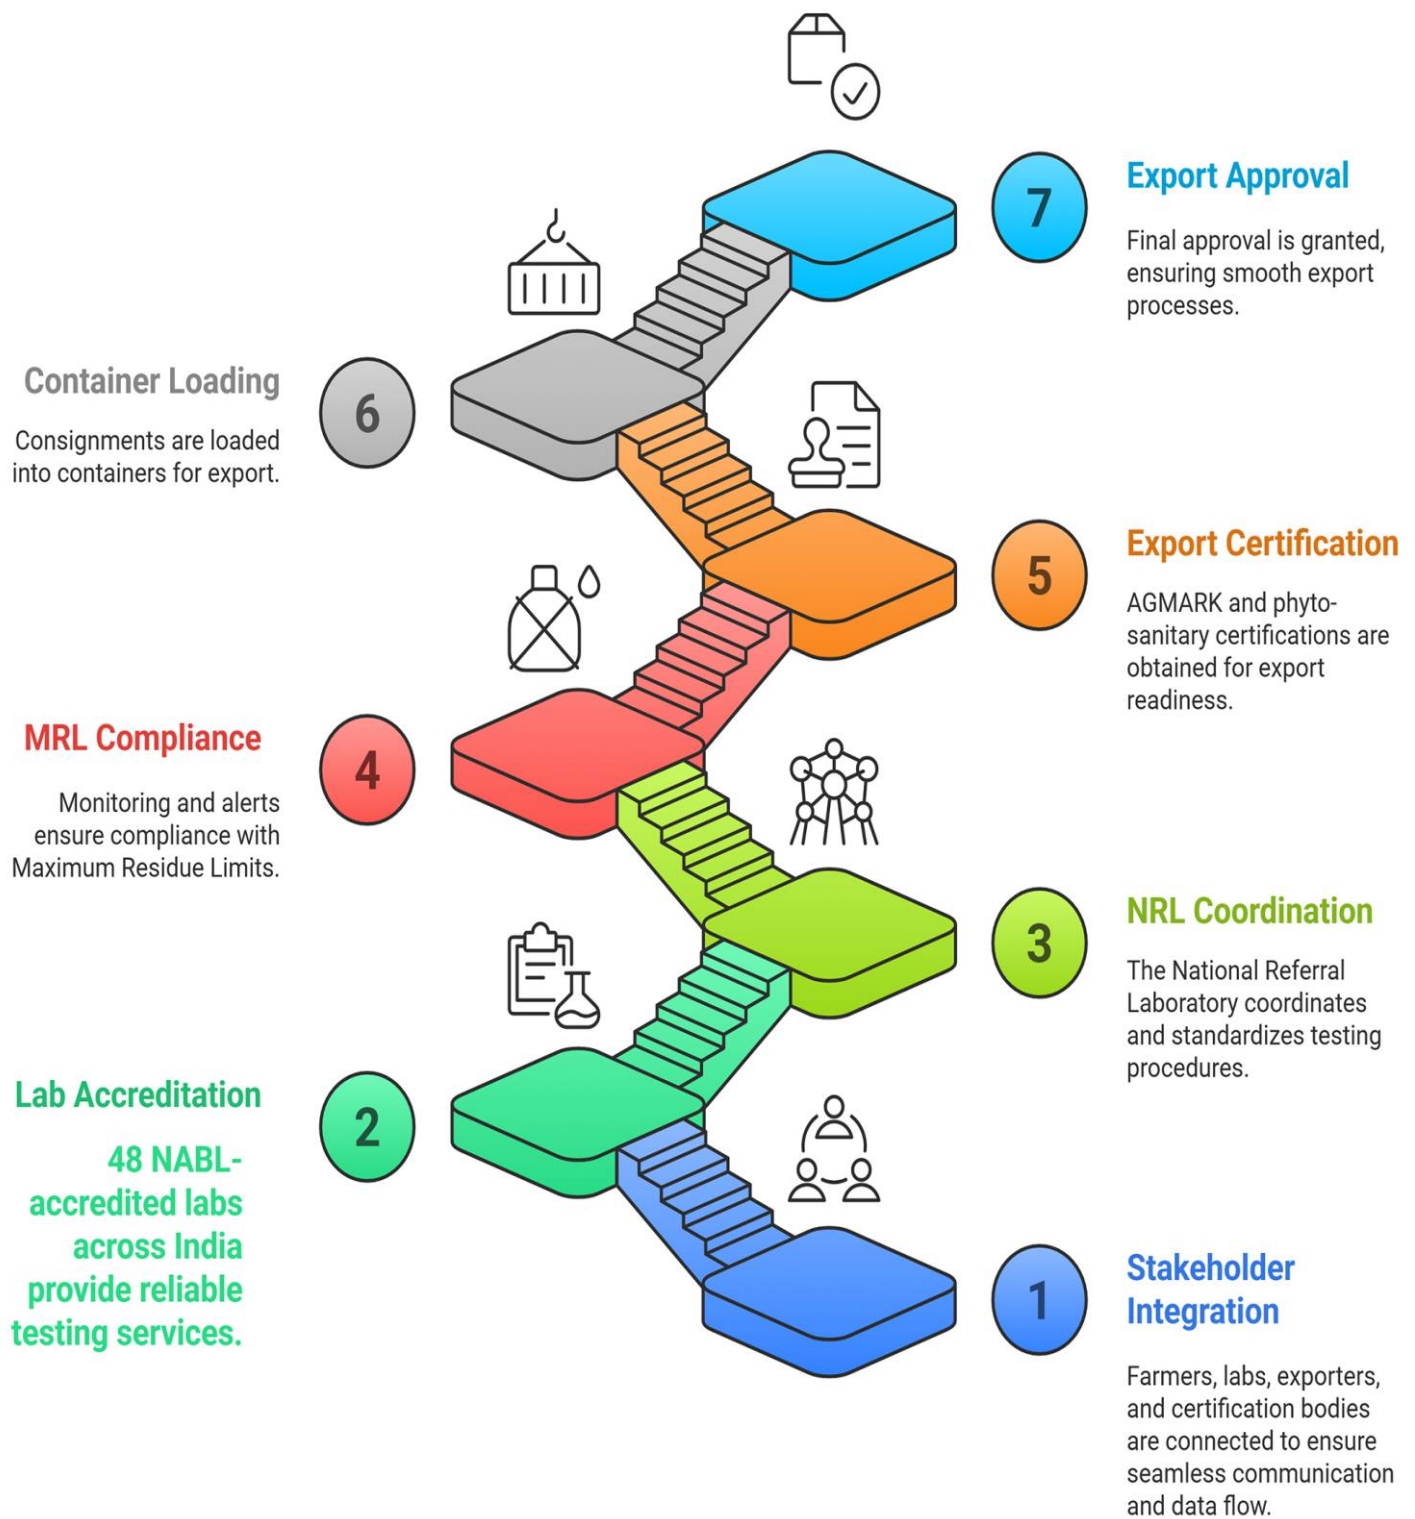 7
Export Approval
Final approval is granted,
ensuring smooth export
processes.
Container Loading
6
Consignments are loaded
into containers for export.
5
Export Certification
AGMARK and phyto-
sanitary certifications are
obtained for export
readiness.
MRL Compliance
4
Monitoring and alerts
ensure compliance with
Maximum Residue Limits.
3
NRL Coordination
The National Referral
Laboratory coordinates
and standardizes testing
procedures.
Lab Accreditation
2
48 NABL-
accredited labs
across India
provide reliable
testing services.
1
Stakeholder
Integration
Farmers, labs, exporters,
and certification bodies
are connected to ensure
seamless communication
and data flow.